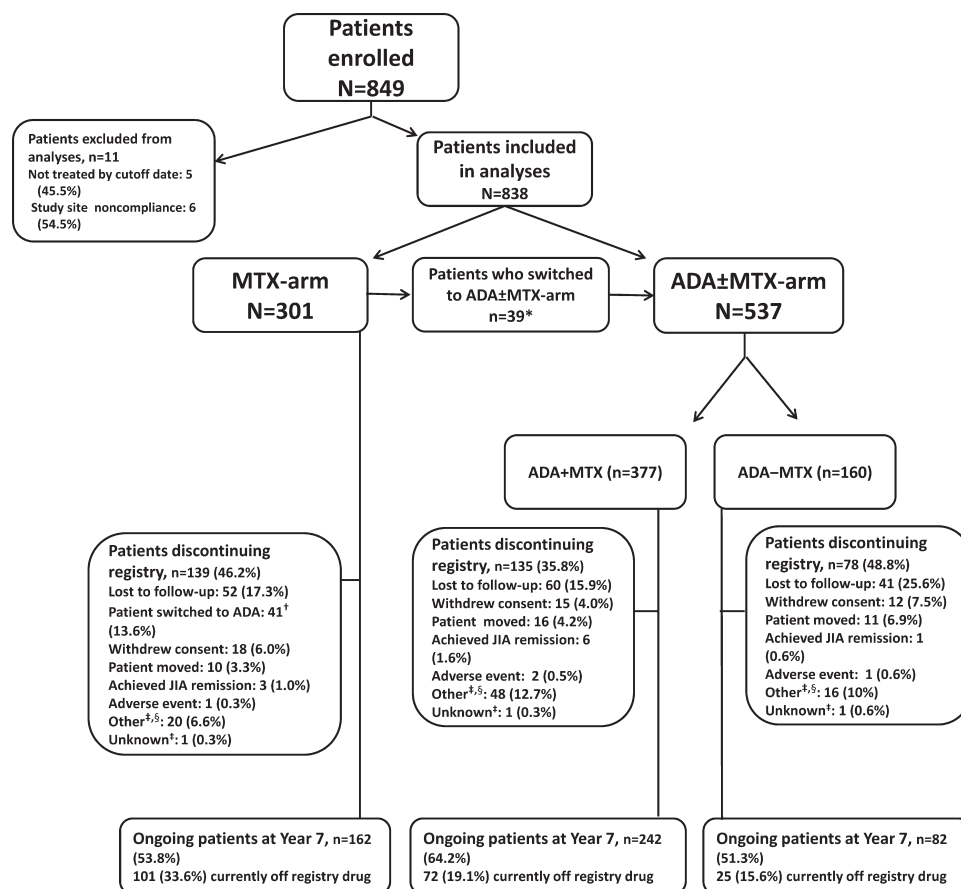 Patients
enrolled
N=849
Patients excluded from
analyses, n=11
Not treated by cutoff date: 5
(45.5%)
Study site noncompliance: 6
(54.5%)
Patients included
in analyses
N=838
MTX-arm
N=301
Patients who switched
to ADA±MTX-arm
n=39*
ADA±MTX-arm
N=537
ADA+MTX (n=377)
ADA−MTX (n=160)
Patients discontinuing
registry, n=139 (46.2%)
Lost to follow-up: 52 (17.3%)
Patient switched to ADA: 41†
(13.6%)
Withdrew consent: 18 (6.0%)
Patient moved: 10 (3.3%)
Achieved JIA remission: 3 (1.0%)
Adverse event: 1 (0.3%)
Other‡,§: 20 (6.6%)
Unknown‡: 1 (0.3%)
Patients discontinuing
registry, n=135 (35.8%)
Lost to follow-up: 60 (15.9%)
Withdrew consent: 15 (4.0%)
Patient moved: 16 (4.2%)
Achieved JIA remission: 6
(1.6%)
Adverse event: 2 (0.5%)
Other‡,§: 48 (12.7%)
Unknown‡: 1 (0.3%)
Patients discontinuing
registry, n=78 (48.8%)
Lost to follow-up: 41 (25.6%)
Withdrew consent: 12 (7.5%)
Patient moved: 11 (6.9%)
Achieved JIA remission: 1
(0.6%)
Adverse event: 1 (0.6%)
Other‡,§: 16 (10%)
Unknown‡: 1 (0.6%)
Ongoing patients at Year 7, n=162
(53.8%)
101 (33.6%) currently off registry drug
Ongoing patients at Year 7, n=242
(64.2%)
72 (19.1%) currently off registry drug
Ongoing patients at Year 7, n=82
(51.3%)
25 (15.6%) currently off registry drug